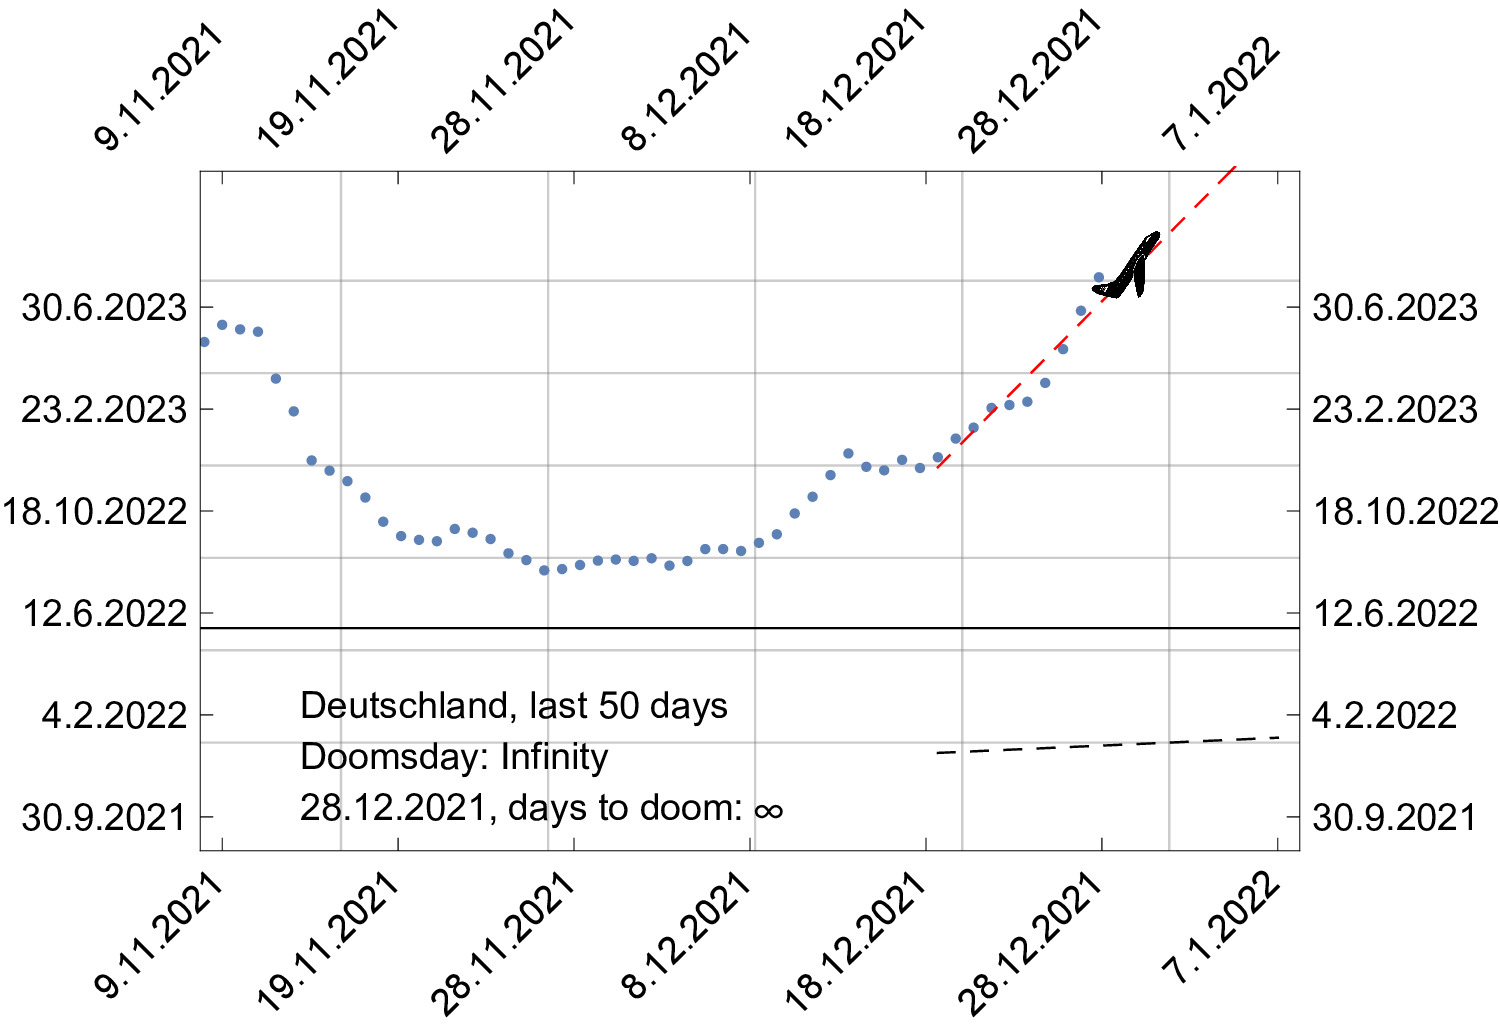 9.11.2021 19.11.2021 28.11.2021 8.12.2021 18.12.2021 28.12.2021 7.1.2022
30.6.2023 30.6.2023
23.2.2023 23.2.2023
18.10.2022 18.10.2022
12.6.2022 12.6.2022
Deutschland, last 50 days
4.2.2022 4.2.2022
Doomsday: Infinity
28.12.2021, days to doom: ∞
30.9.2021 30.9.2021
9.11.2021 19.11.2021 28.11.2021 8.12.2021 18.12.2021 28.12.2021 7.1.2022